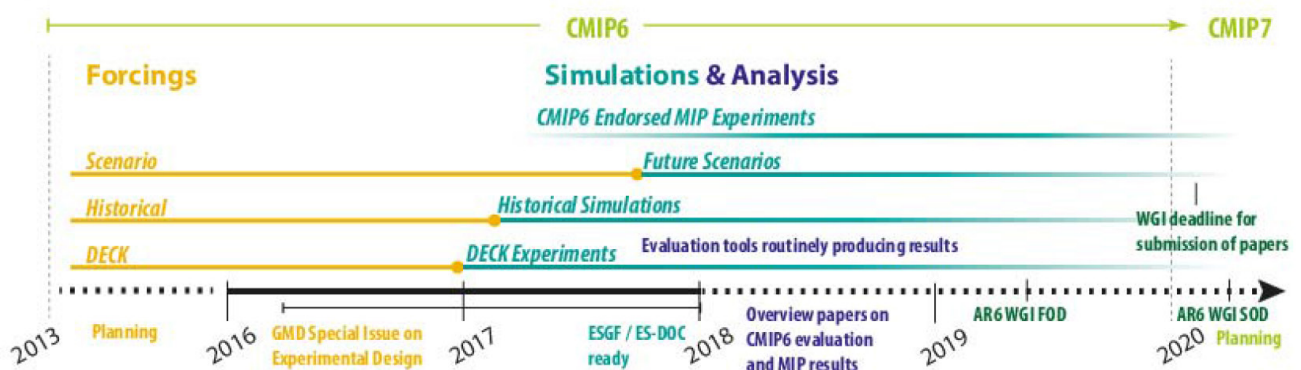 CMIP6
CMIP7
Forcings
Simulations & Analysis
CMIP6 Endorsed MIP Experiments
Scenario
Future Scenarios
Historical
Historical Simulations
WGI deadline for
submission of papers
DECK
DECK Experiments
Evaluation tools routinely producing results
2013
Planning
2016
GMD Special Issue on
Experimental Design
2017
ESGF / ES-DOC
ready
2018
Overview papers on
CMIP6 evaluation
and MIP results
2019
AR6 WGI FOD
2020
AR6 WGI SOD
Planning